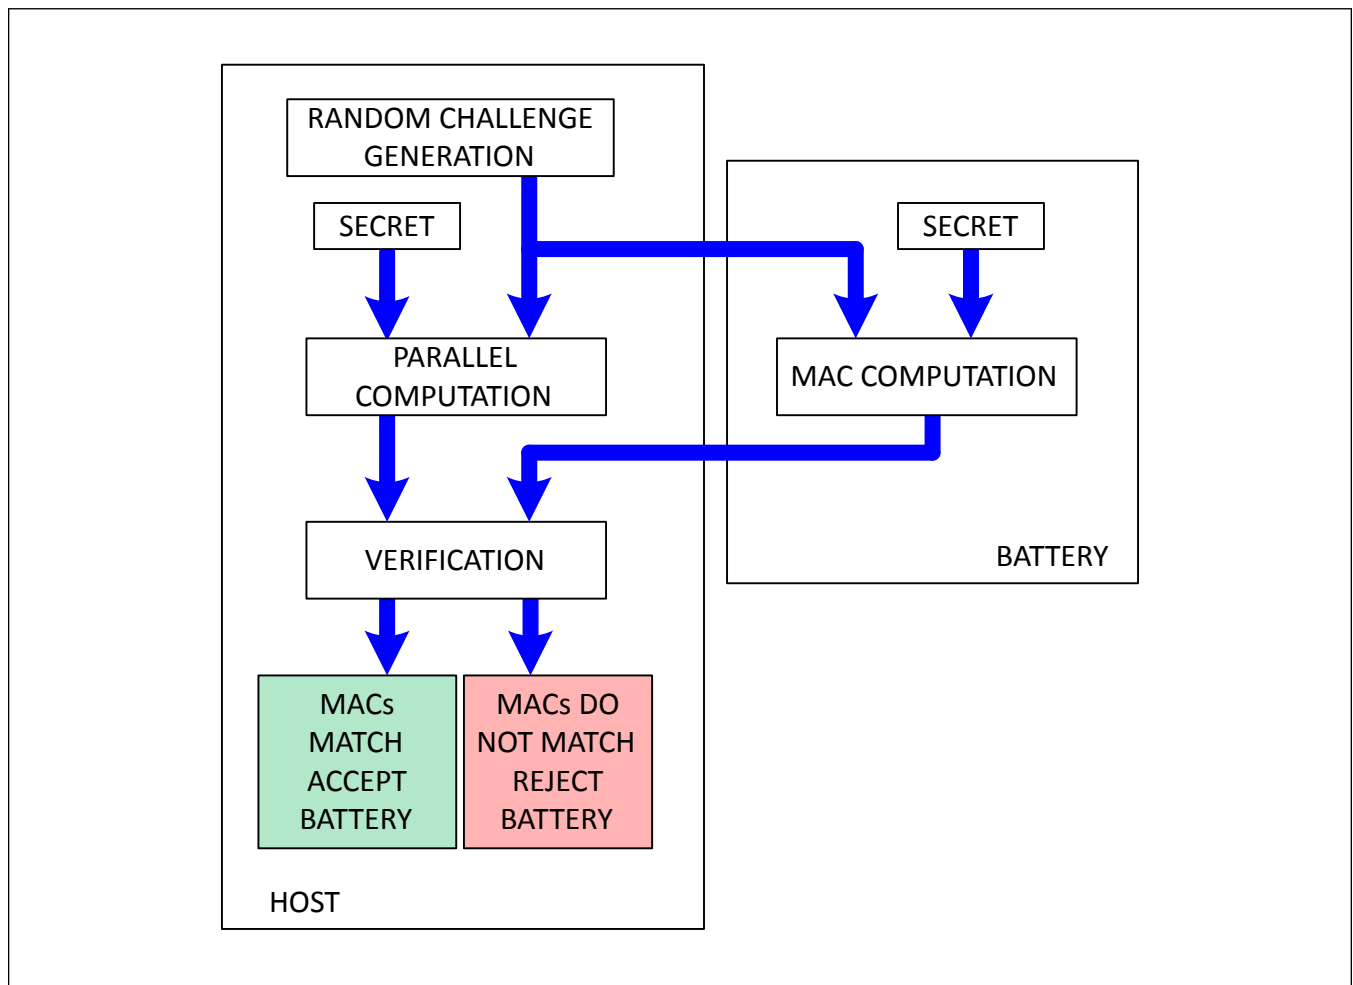 RANDOM CHALLENGE
GENERATION
SECRET
SECRET
PARALLEL
COMPUTATION
MAC COMPUTATION
VERIFICATION
BATTERY
MACs
MATCH
ACCEPT
BATTERY
MACs DO
NOT MATCH
REJECT
BATTERY
HOST